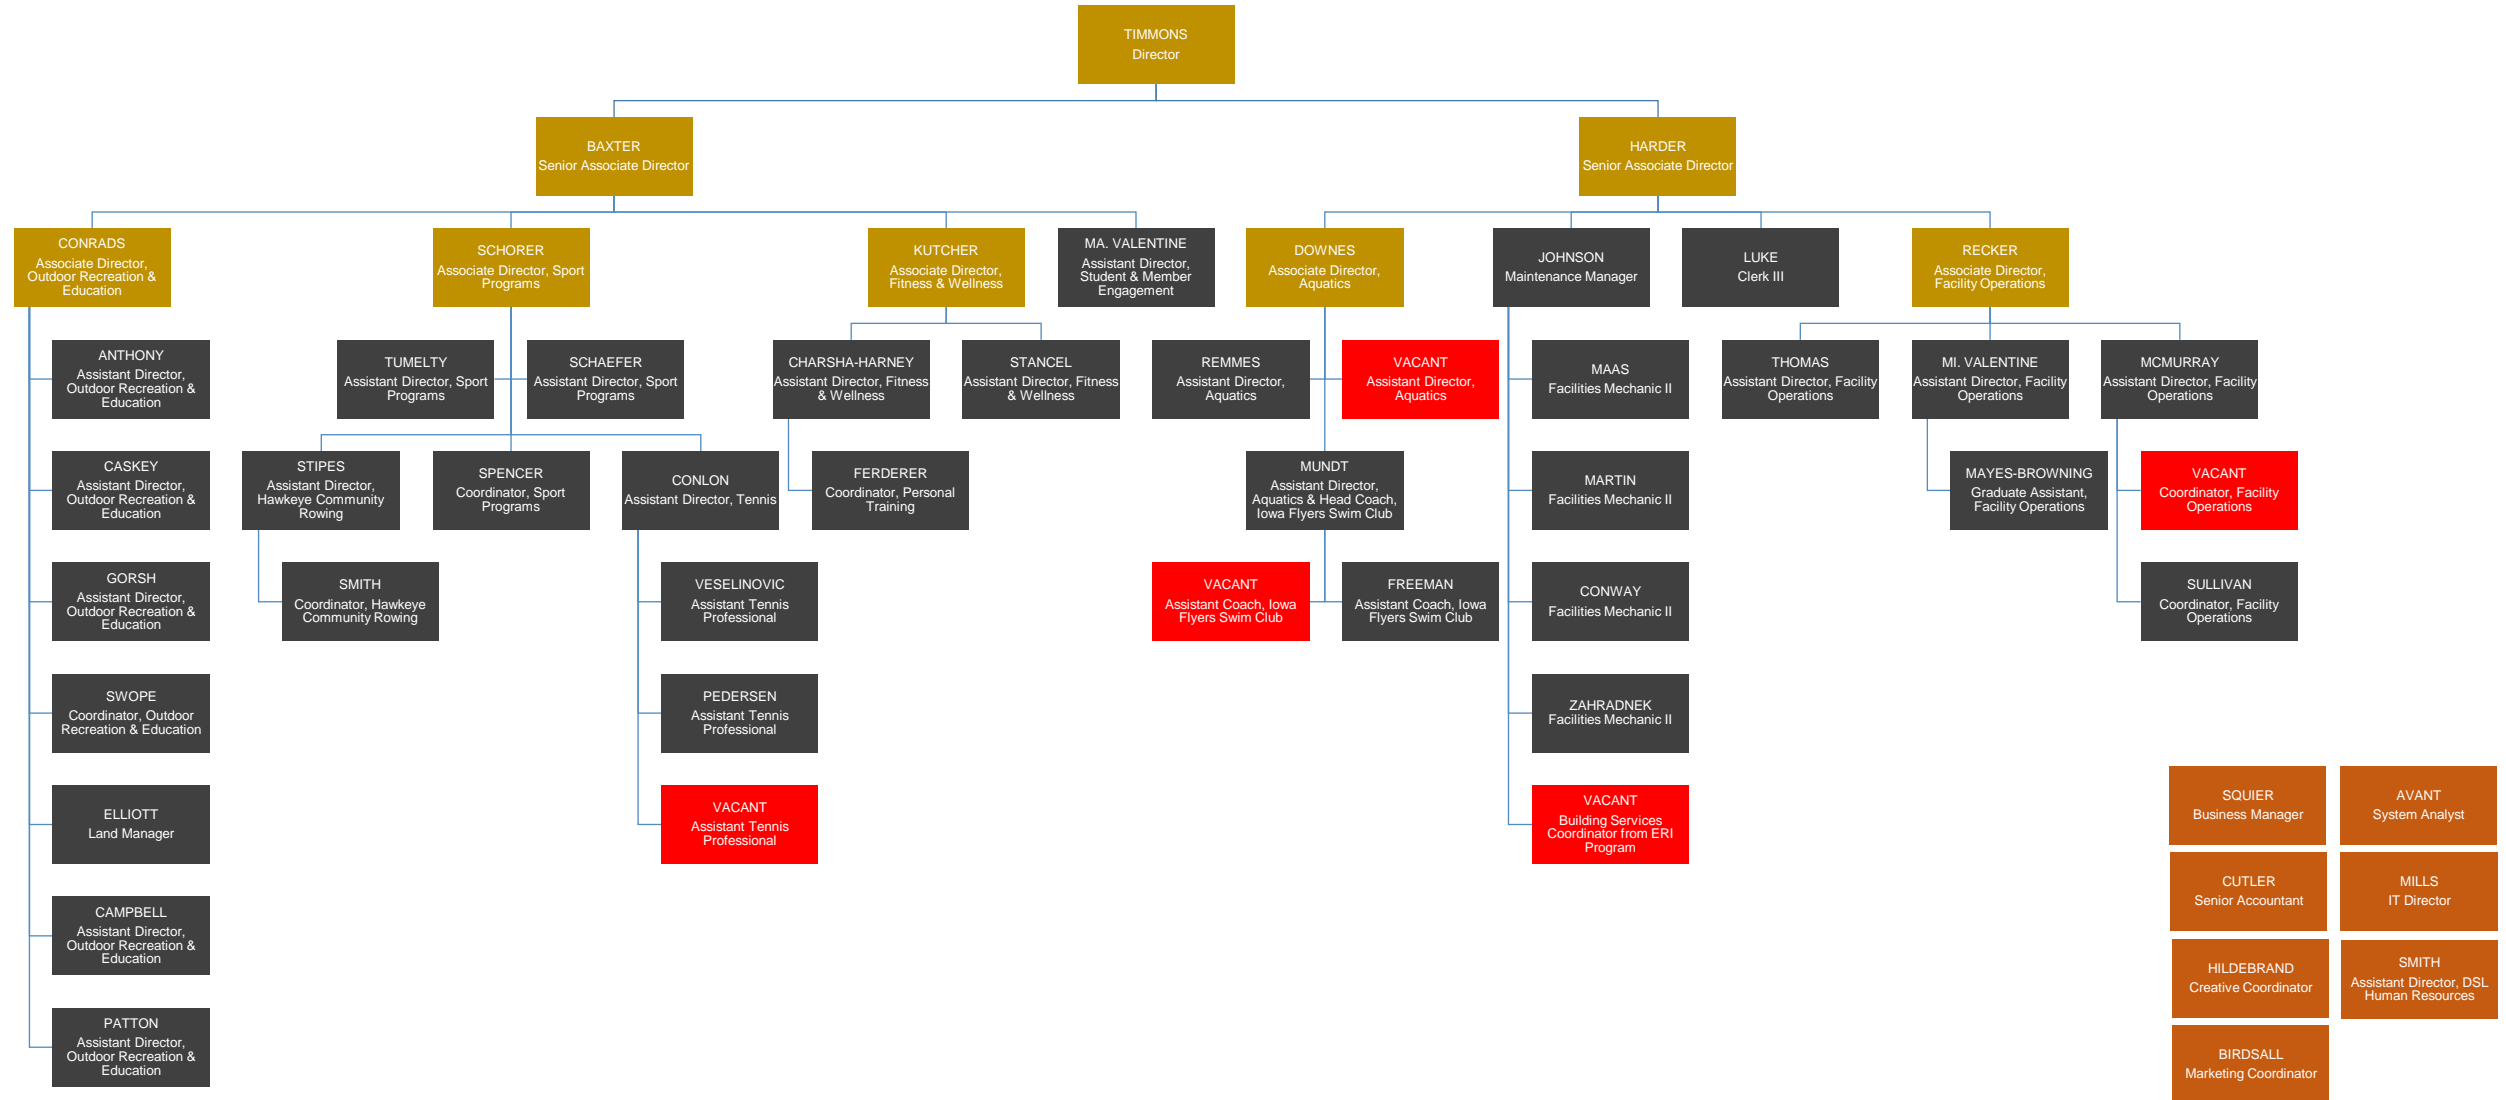 TIMMONS
Director
BAXTER
Senior Associate Director
HARDER
Senior Associate Director
CONRADS
Associate Director,
Outdoor Recreation &
Education
SCHORER
Associate Director, Sport
Programs
KUTCHER
Associate Director,
Fitness & Wellness
MA. VALENTINE
Assistant Director,
Student & Member
Engagement
DOWNES
Associate Director,
Aquatics
JOHNSON
Maintenance Manager
LUKE
Clerk III
RECKER
Associate Director,
Facility Operations
ANTHONY
Assistant Director,
Outdoor Recreation &
Education
TUMELTY
Assistant Director, Sport
Programs
SCHAEFER
Assistant Director, Sport
Programs
CHARSHA-HARNEY
Assistant Director, Fitness
& Wellness
STANCEL
Assistant Director, Fitness
& Wellness
REMMES
Assistant Director,
Aquatics
VACANT
Assistant Director,
Aquatics
MAAS
Facilities Mechanic II
THOMAS
Assistant Director, Facility
Operations
MI. VALENTINE
Assistant Director, Facility
Operations
MCMURRAY
Assistant Director, Facility
Operations
CASKEY
Assistant Director,
Outdoor Recreation &
Education
STIPES
Assistant Director,
Hawkeye Community
Rowing
SPENCER
Coordinator, Sport
Programs
CONLON
Assistant Director, Tennis
FERDERER
Coordinator, Personal
Training
MUNDT
Assistant Director,
Aquatics & Head Coach,
Iowa Flyers Swim Club
MARTIN
Facilities Mechanic II
MAYES-BROWNING
Graduate Assistant,
Facility Operations
VACANT
Coordinator, Facility
Operations
GORSH
Assistant Director,
Outdoor Recreation &
Education
SMITH
Coordinator, Hawkeye
Community Rowing
VESELINOVIC
Assistant Tennis
Professional
VACANT
Assistant Coach, Iowa
Flyers Swim Club
FREEMAN
Assistant Coach, Iowa
Flyers Swim Club
CONWAY
Facilities Mechanic II
SULLIVAN
Coordinator, Facility
Operations
SWOPE
Coordinator, Outdoor
Recreation & Education
PEDERSEN
Assistant Tennis
Professional
ZAHRADNEK
Facilities Mechanic II
ELLIOTT
Land Manager
VACANT
Assistant Tennis
Professional
VACANT
Building Services
Coordinator from ERI
Program
SQUIER
Business Manager
AVANT
System Analyst
CAMPBELL
Assistant Director,
Outdoor Recreation &
Education
CUTLER
Senior Accountant
MILLS
IT Director
HILDEBRAND
Creative Coordinator
SMITH
Assistant Director, DSL
Human Resources
PATTON
Assistant Director,
Outdoor Recreation &
Education
BIRDSALL
Marketing Coordinator